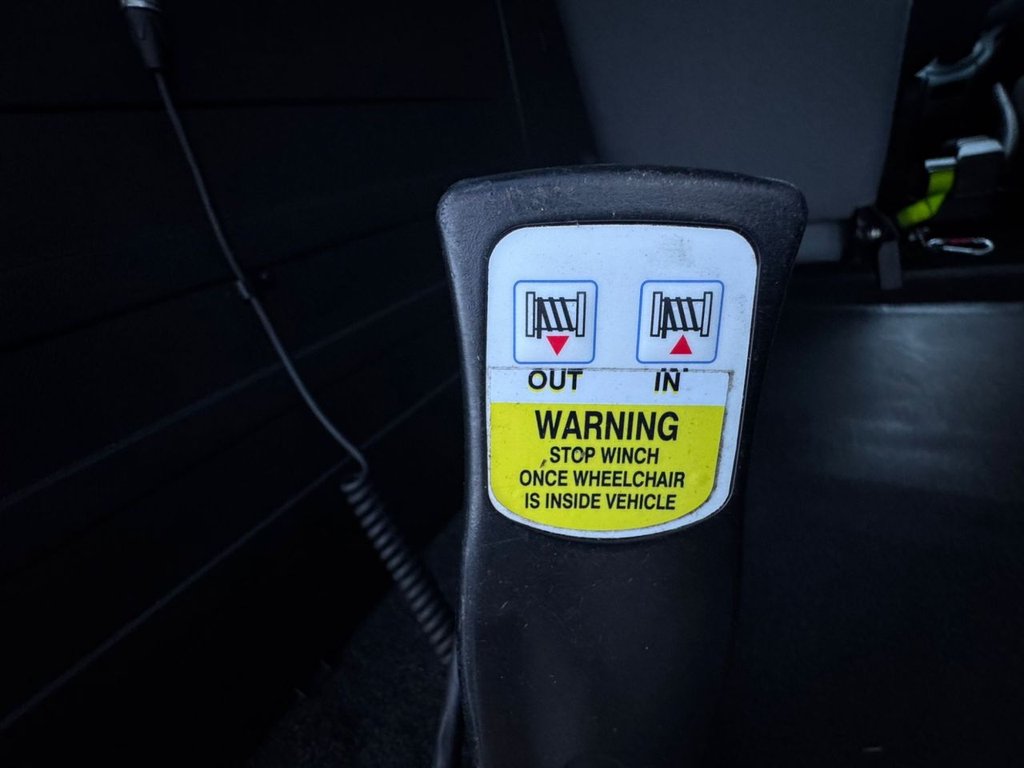 OUT IN
WARNING
STOP WINCH
ONCE WHEELCHAIR
IS INSIDE VEHICLE